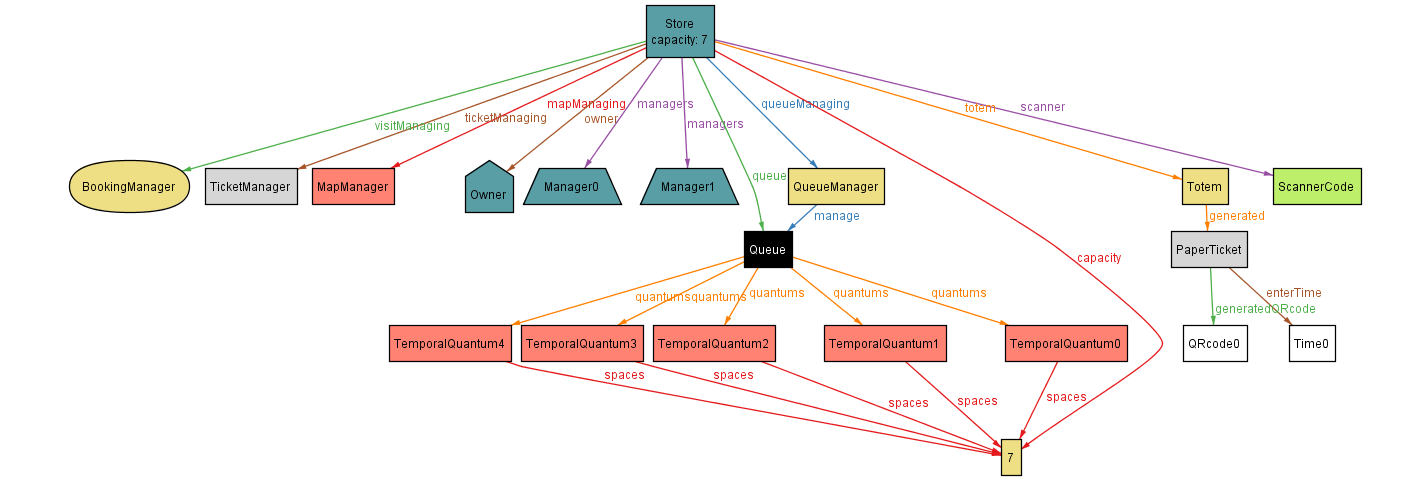 Store
capacity: 7
mapManaging
managers
queueManaging
totem
scanner
visitManaging
ticketManaging
owner
managers
queue
BookingManager
TicketManager
MapManager
Owner
Manager0
Manager1
QueueManager
Totem
ScannerCode
manage
generated
Queue
PaperTicket
capacity
quantums
quantums
quantums
quantums
quantums
enterTime
generatedQRcode
TemporalQuantum4
TemporalQuantum3
TemporalQuantum2
TemporalQuantum1
TemporalQuantum0
QRcode0
Time0
spaces
spaces
spaces
spaces
spaces
7